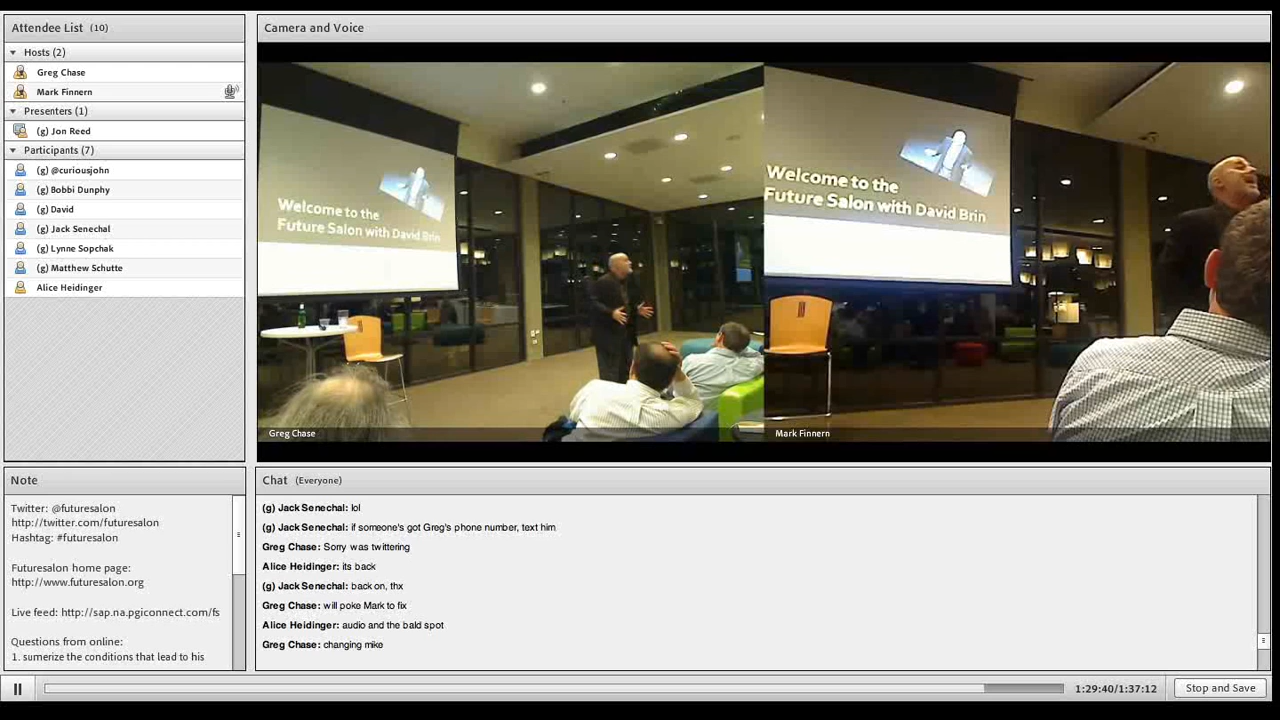 Attendee List (10)
Hosts (2)
Greg Chase
Mark Finnern
Presenters (1)
(g) Jon Reed
Participants (7)
(g) @curiousjohn
(g) Bobbi Dunphy
(g) David
(g) Jack Senechal
(g) Lynne Sopchak
(g) Matthew Schutte
Alice Heidinger
Camera and Voice
Welcome to the
Future Salon with David Brin
Greg Chase
Welcome to the
Future Salon with David Brin
Mark Finnern
Note
Twitter: @futuresalon
http://twitter.com/futuresalon
Hashtag: #futuresalon
Futuresalon home page:
http://www.futuresalon.org
Live feed: http://sap.na.pgiconnect.com/fs
Questions from online:
1. sumerize the conditions that lead to his
Chat (Everyone)
(g) Jack Senechal: lol
(g) Jack Senechal: if someone's got Greg's phone number, text him
Greg Chase: Sorry was twittering
Alice Heidinger: its back
(g) Jack Senechal: back on, thx
Greg Chase: will poke Mark to fix
Alice Heidinger: audio and the bald spot
Greg Chase: changing mike
1:29:40/1:37:12
Stop and Save